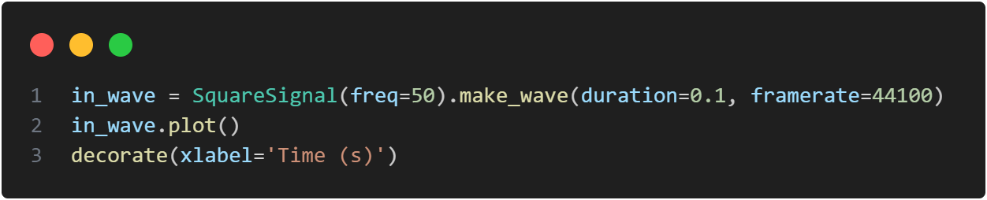 1 in_wave = SquareSignal(freq=50).make_wave(duration=0.1, framerate=44100)
2 in_wave.plot()
3 decorate(xlabel='Time (s)')